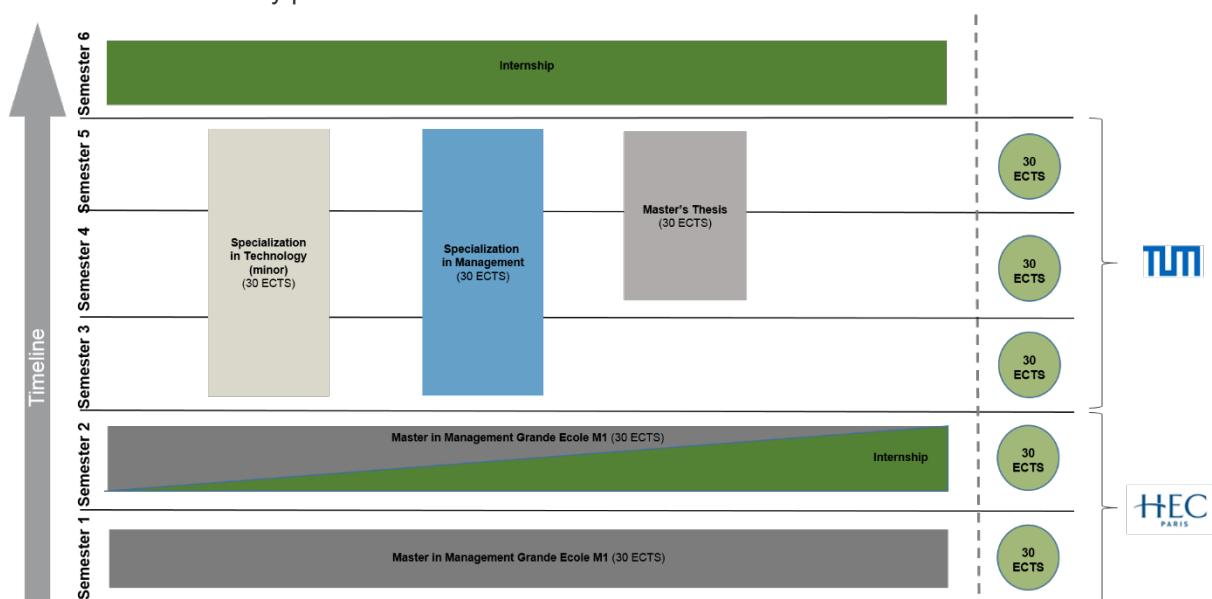 Semester 6
Internship
Semester 5
30
ECTS
Master's Thesis
(30 ECTS)
Semester 4
Specialization
in Technology
(minor)
(30 ECTS)
Specialization
in Management
(30 ECTS)
30
ECTS
TUM
Semester 3
30
ECTS
Timeline
Semester 2
Master in Management Grande Ecole M1 (30 ECTS)
Internship
30
ECTS
HEC
PARIS
Semester 1
Master in Management Grande Ecole M1 (30 ECTS)
30
ECTS